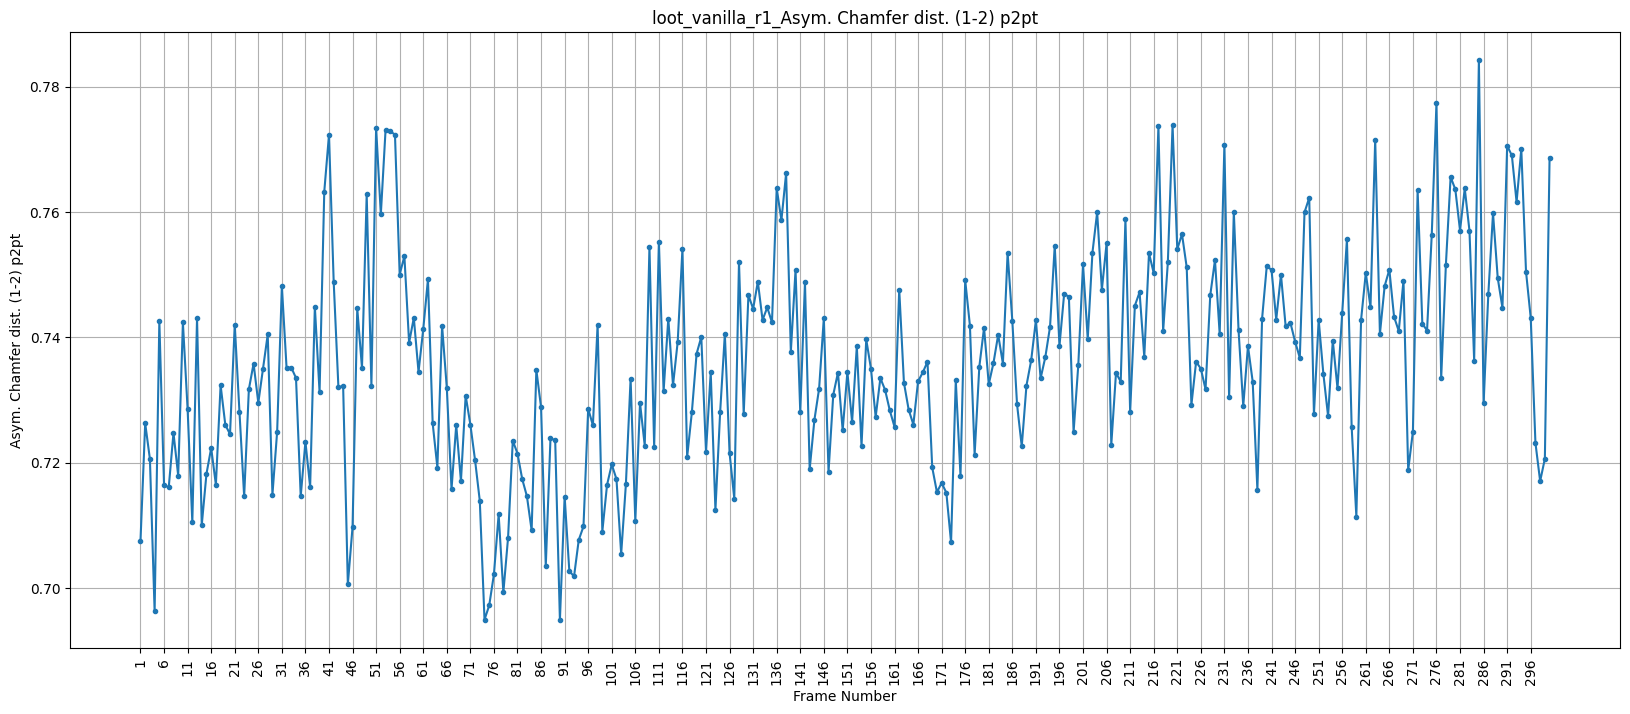 loot_vanilla_r1_Asym. Chamfer dist. (1-2) p2pt
Asym. Chamfer dist. (1-2) p2pt
0.78
0.76
0.74
0.72
0.70
1 6 11 16 21 26 31 36 41 46 51 56 61 66 71 76 81 86 91 96 101 106 111 116 121 126 131 136 141 146 151 156 161 166 171 176 181 186 191 196 201 206 211 216 221 226 231 236 241 246 251 256 261 266 271 276 281 286 291 296
Frame Number